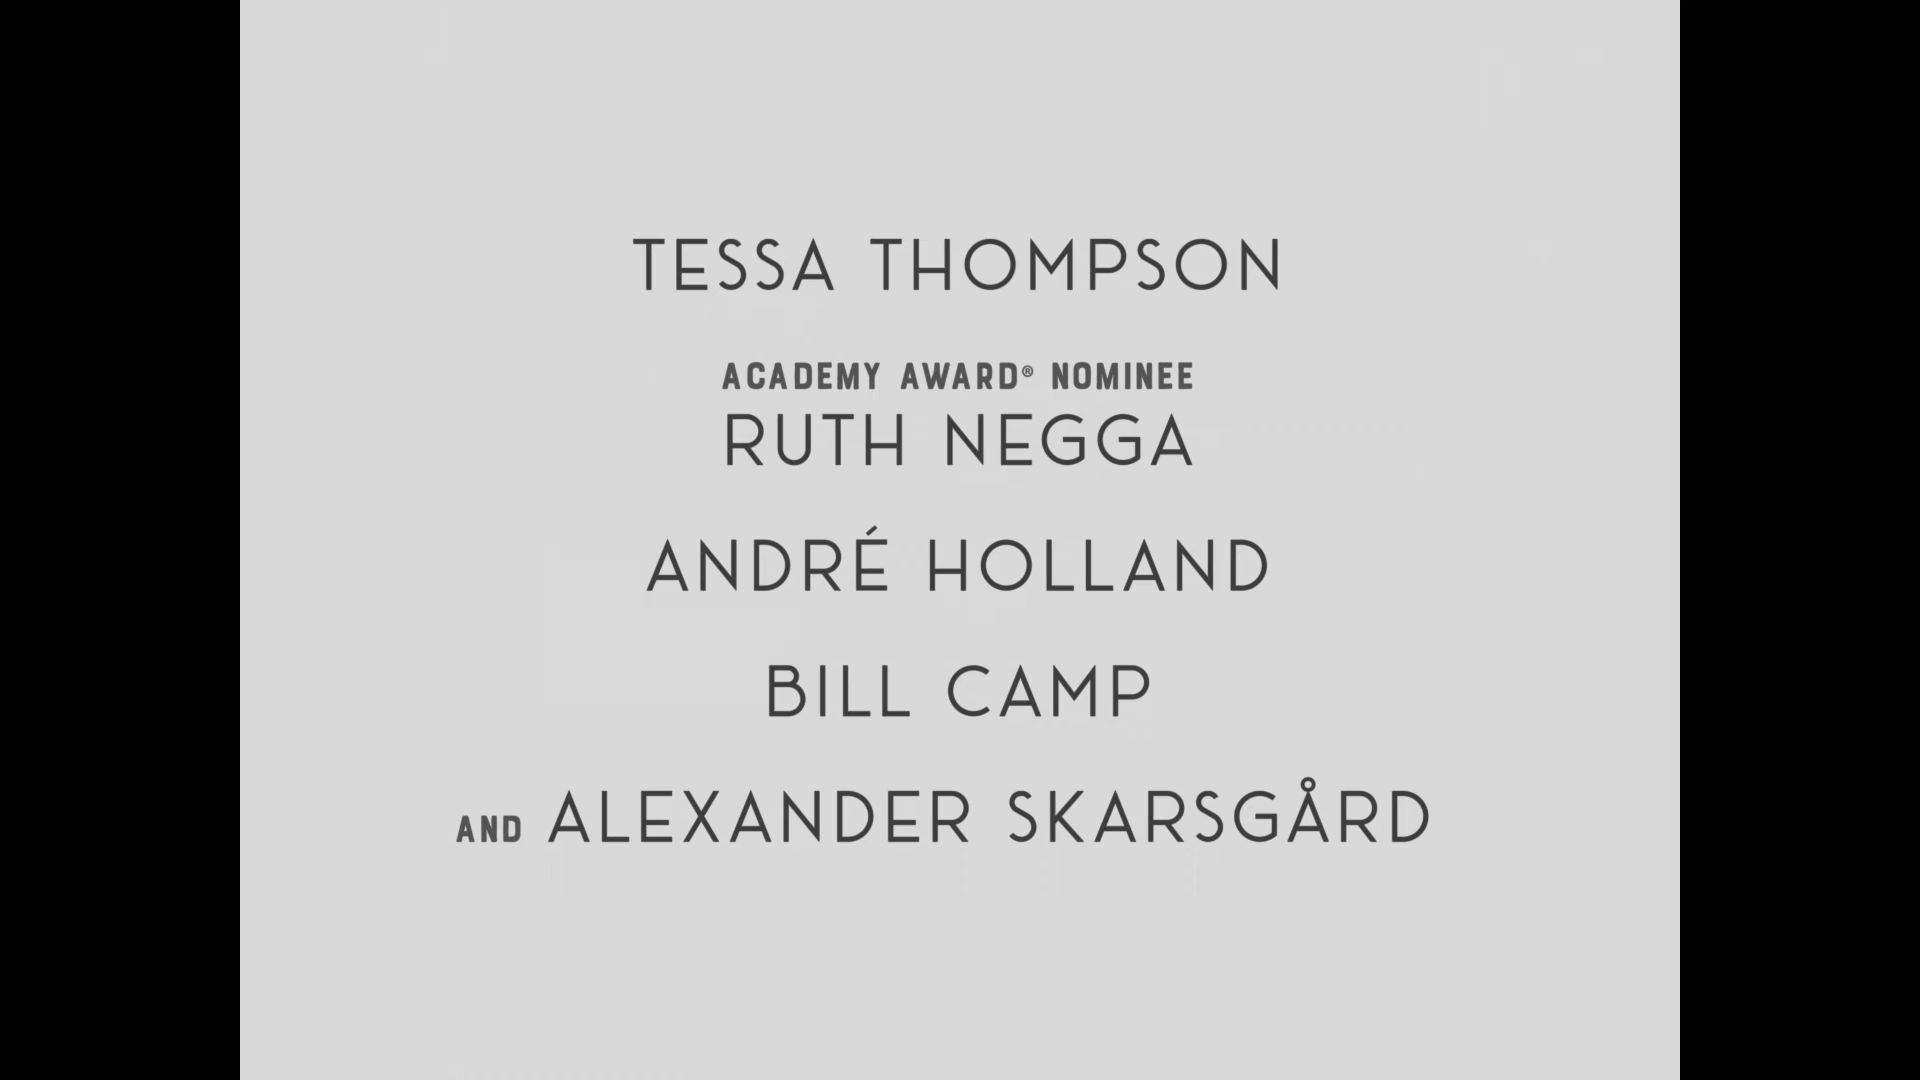 TESSA THOMPSON
ACADEMY AWARD® NOMINEE
RUTH NEGGA
ANDRÉ HOLLAND
BILL CAMP
AND ALEXANDER SKARSGÅRD